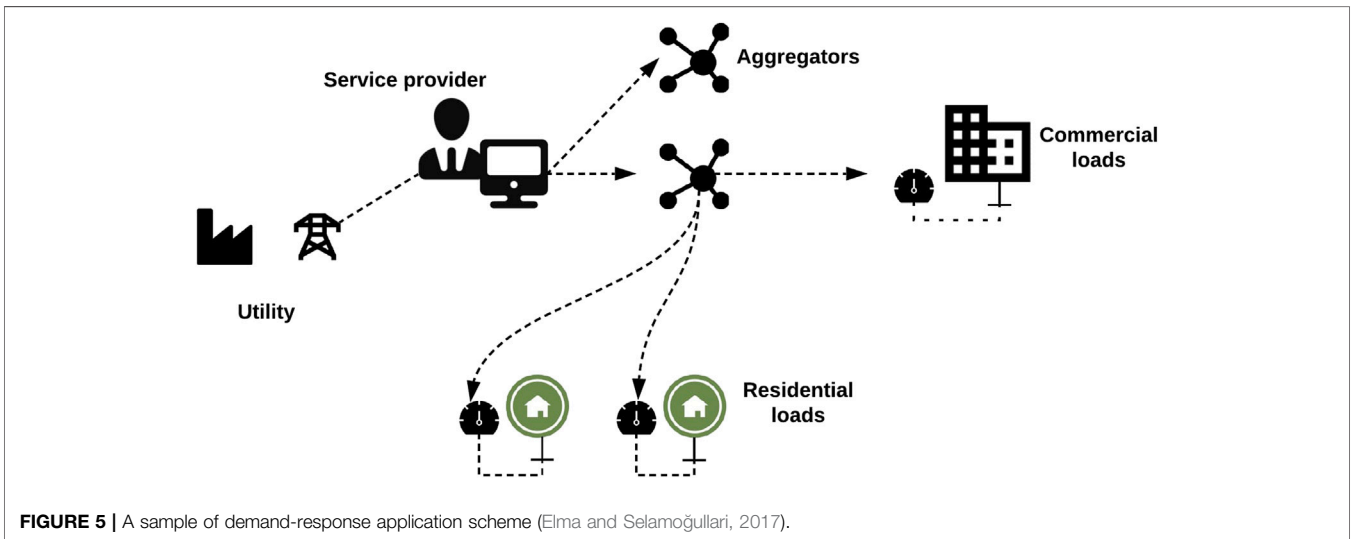 Aggregators
Service provider
Commercial
loads
Utility
Residential
loads
FIGURE 5 | A sample of demand-response application scheme (Elma and Selamoğullari, 2017).